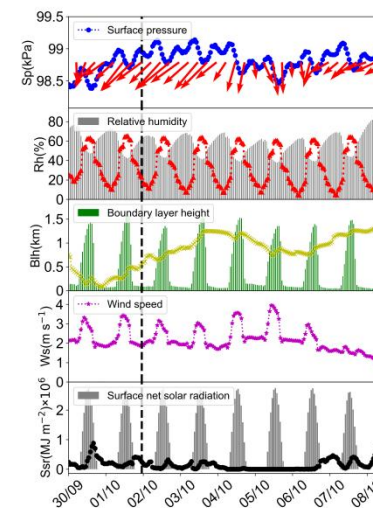 99.5
Surface pressure
99
Sp(kPa)
98.5
80
Relative humidity
60
Rh(%)
40
20
0
Boundary layer height
1.5
Blh(km)
1
0.5
0
4
Wind speed
3
Ws(m s⁻¹)
2
1
0
Surface net solar radiation
2
Ssr(MJ m⁻²)×10⁶
1
0
30/09 01/10 02/10 03/10 04/10 05/10 06/10 07/10 08/1